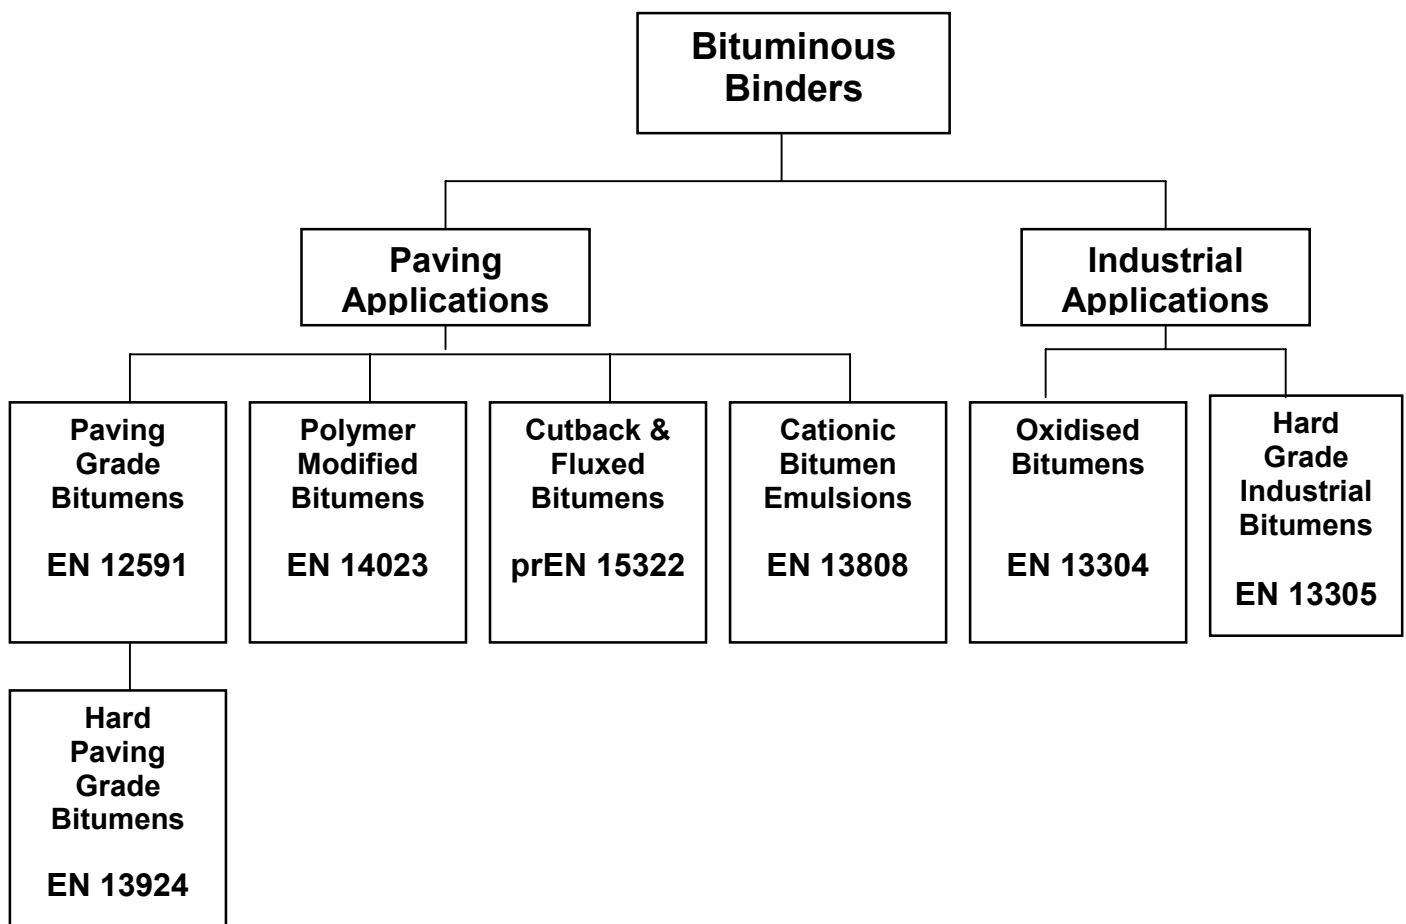 Bituminous
Binders
Paving
Applications
Industrial
Applications
Paving
Grade
Bitumens
EN 12591
Polymer
Modified
Bitumens
EN 14023
Cutback &
Fluxed
Bitumens
prEN 15322
Cationic
Bitumen
Emulsions
EN 13808
Oxidised
Bitumens
EN 13304
Hard
Grade
Industrial
Bitumens
EN 13305
Hard
Paving
Grade
Bitumens
EN 13924